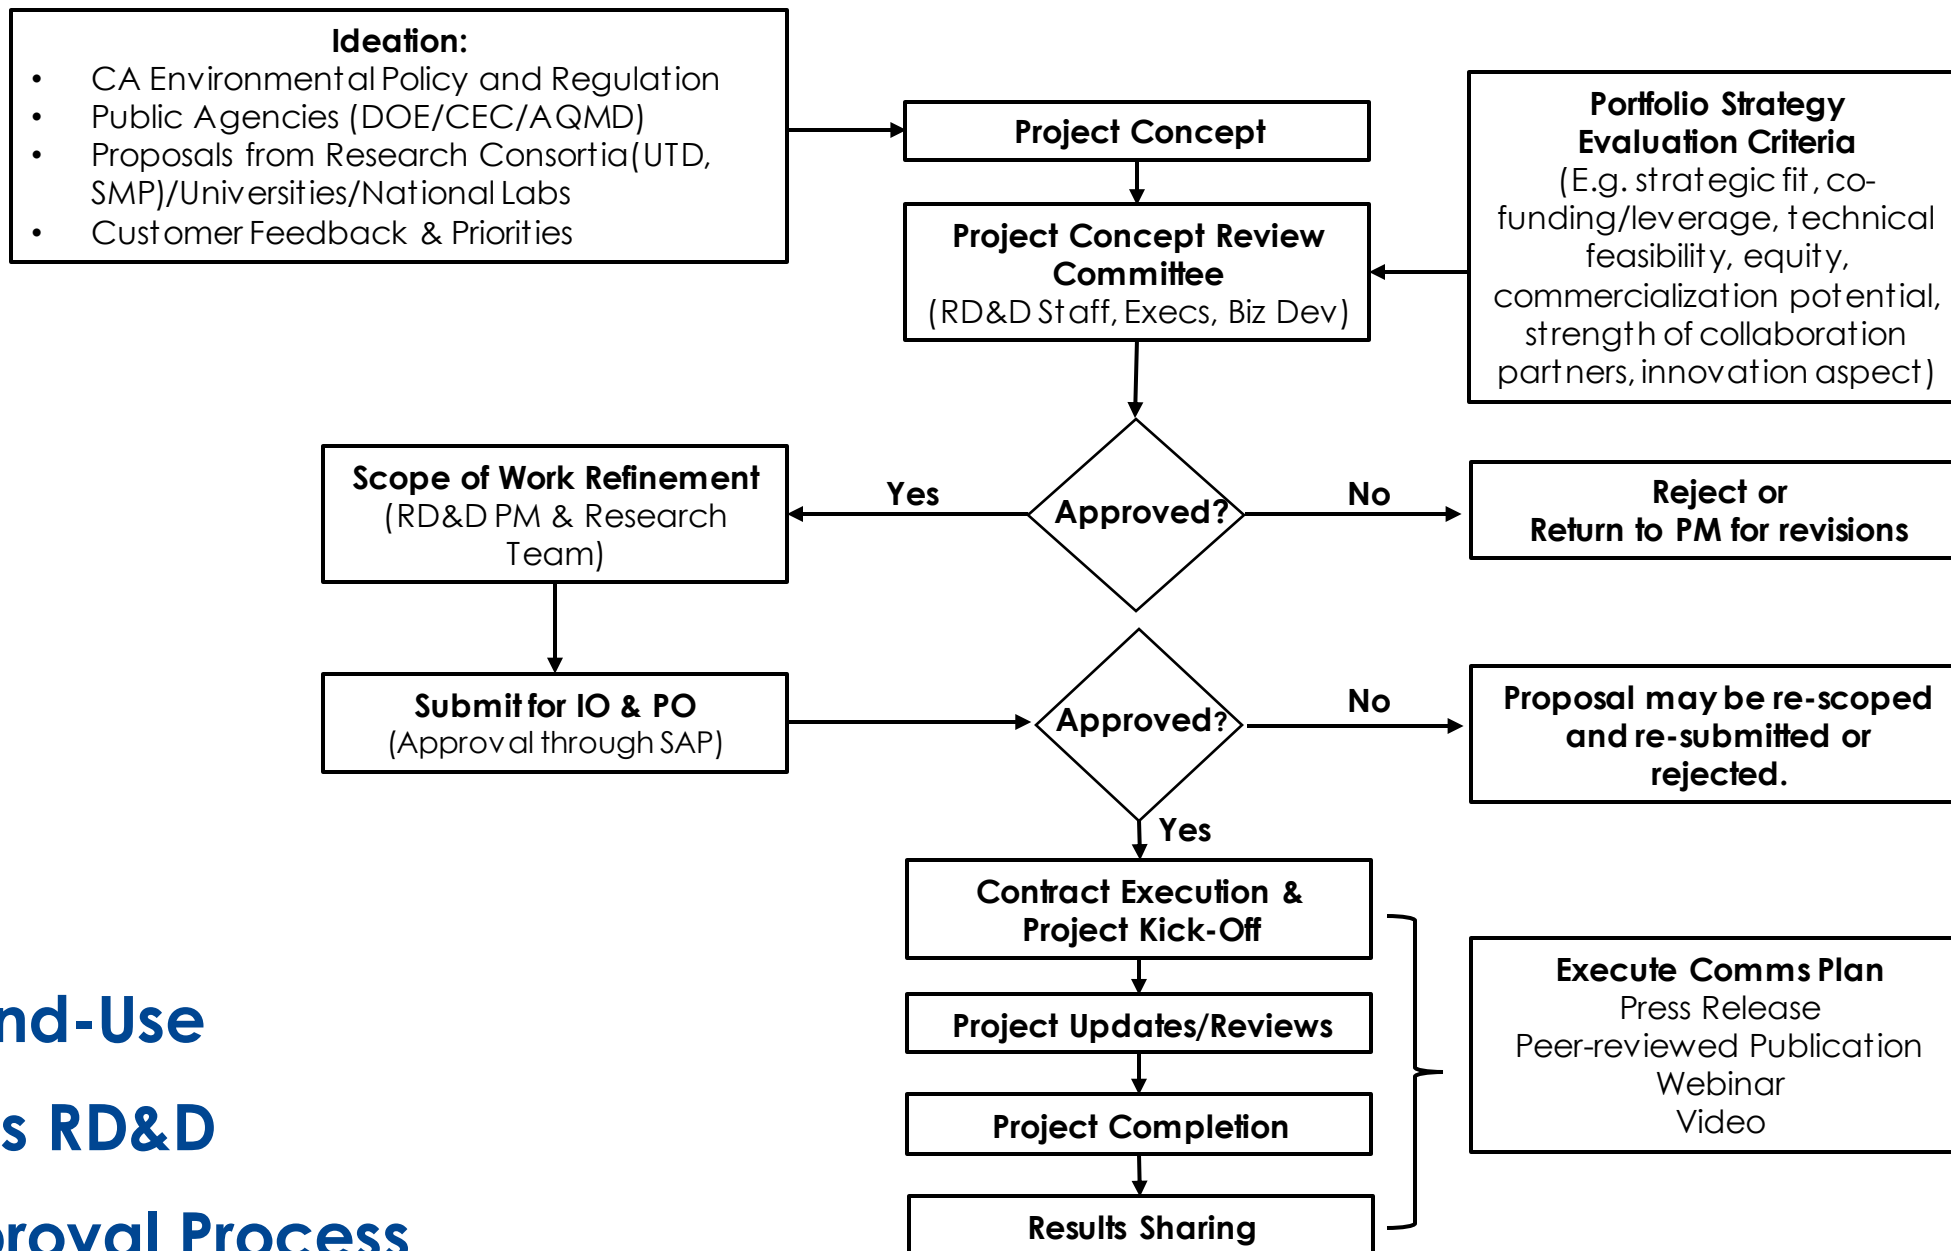 Ideation:
• CA Environmental Policy and Regulation
• Public Agencies (DOE/CEC/AQMD)
• Proposals from Research Consortia(UTD,
SMP)/Universities/National Labs
• Customer Feedback & Priorities
Project Concept
Portfolio Strategy
Evaluation Criteria
(E.g. strategic fit, co-
funding/leverage, technical
feasibility, equity,
commercialization potential,
strength of collaboration
partners, innovation aspect)
Project Concept Review
Committee
(RD&D Staff, Execs, Biz Dev)
Scope of Work Refinement
(RD&D PM & Research
Team)
Yes
Approved?
No
Reject or
Return to PM for revisions
Submit for IO & PO
(Approval through SAP)
Approved?
No
Proposal may be re-scoped
and re-submitted or
rejected.
Yes
Contract Execution &
Project Kick-Off
Project Updates/Reviews
Project Completion
Results Sharing
Execute Comms Plan
Press Release
Peer-reviewed Publication
Webinar
Video
nd-Use
s RD&D
proval Process